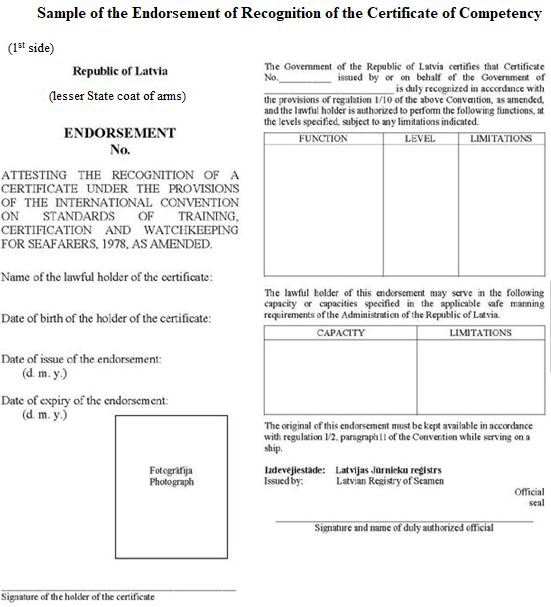 Sample of the Endorsement of Recognition of the Certificate of Competency
(1st side)
Republic of Latvia
(lesser State coat of arms)
ENDORSEMENT
No.
ATTESTING THE RECOGNITION OF A
CERTIFICATE UNDER THE PROVISIONS
OF THE INTERNATIONAL CONVENTION
ON STANDARDS OF TRAINING,
CERTIFICATION AND WATCHKEEPING
FOR SEAFARERS, 1978, AS AMENDED.
Name of the lawful holder of the certificate:
Date of birth of the holder of the certificate:
Date of issue of the endorsement:
(d. m. y.)
Date of expiry of the endorsement:
(d. m. y.)
Fotogrāfija
Photograph
Signature of the holder of the certificate
The Government of the Republic of Latvia certifies that Certificate
No.__________ issued by or on behalf of the Government of
______________________ is duly recognized in accordance with
the provisions of regulation 1/10 of the above Convention, as amended,
and the lawful holder is authorized to perform the following functions, at
the levels specified, subject to any limitations indicated.
FUNCTION LEVEL LIMITATIONS
The lawful holder of this endorsement may serve in the following
capacity or capacities specified in the applicable safe manning
requirements of the Administration of the Republic of Latvia.
CAPACITY LIMITATIONS
The original of this endorsement must be kept available in accordance
with regulation I/2, paragraph 11 of the Convention while serving on a
ship.
Izdevējiestāde: Latvijas Jūrnieku reģistrs
Issued by: Latvian Registry of Seamen
Official
seal
Signature and name of duly authorized official